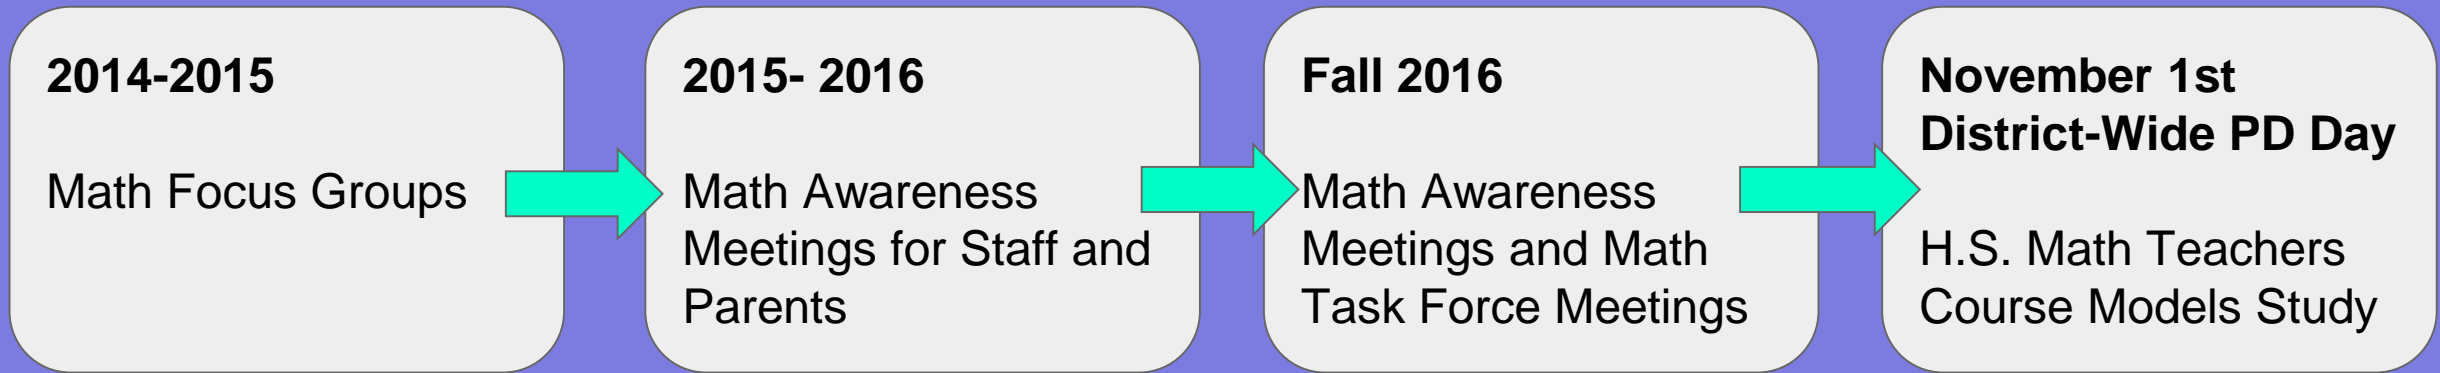 2014-2015
Math Focus Groups
2015- 2016
Math Awareness
Meetings for Staff and
Parents
Fall 2016
Math Awareness
Meetings and Math
Task Force Meetings
November 1st
District-Wide PD Day
H.S. Math Teachers
Course Models Study